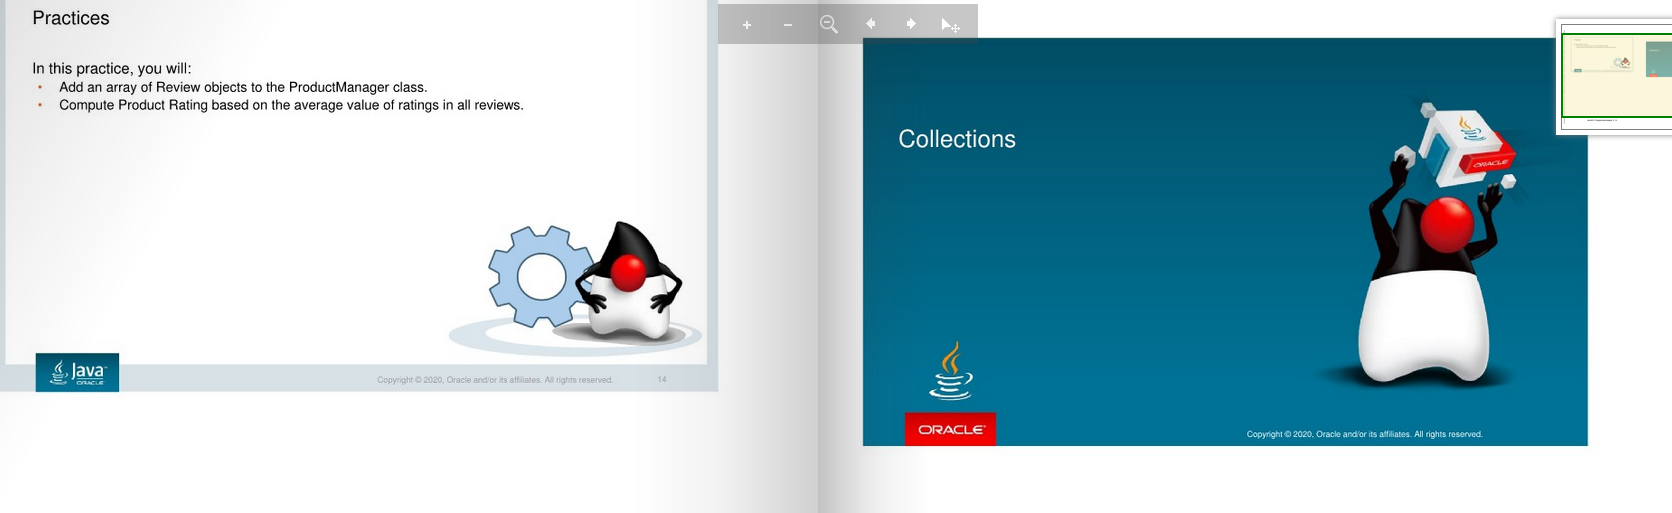 Practices
In this practice, you will:
• Add an array of Review objects to the ProductManager class.
• Compute Product Rating based on the average value of ratings in all reviews.
Java
ORACLE
Copyright © 2020, Oracle and/or its affiliates. All rights reserved. 14
Collections
ORACLE
ORACLE
Copyright © 2020, Oracle and/or its affiliates. All rights reserved.